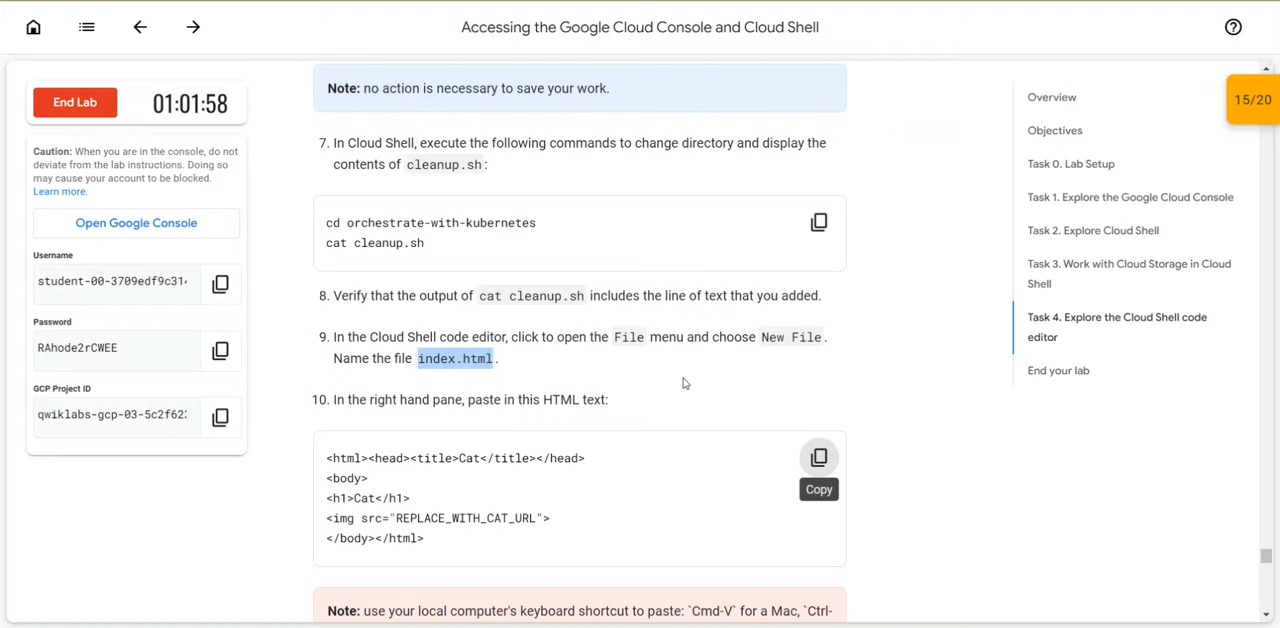 Accessing the Google Cloud Console and Cloud Shell
End Lab
01:01:58
Caution: When you are in the console, do not
deviate from the lab instructions. Doing so
may cause your account to be blocked.
Learn more.
Open Google Console
Username
student-00-3709edf9c31
Password
RAhode2rCWEE
GCP Project ID
qwiklabs-gcp-03-5c2f62
Note: no action is necessary to save your work.
7. In Cloud Shell, execute the following commands to change directory and display the
contents of cleanup.sh:
cd orchestrate-with-kubernetes
cat cleanup.sh
8. Verify that the output of cat cleanup.sh includes the line of text that you added.
9. In the Cloud Shell code editor, click to open the File menu and choose New File.
Name the file index.html.
10. In the right hand pane, paste in this HTML text:
<html><head><title>Cat</title></head>
<body>
<h1>Cat</h1>
<img src="REPLACE_WITH_CAT_URL">
</body></html>
Copy
Note: use your local computer's keyboard shortcut to paste: `Cmd-V` for a Mac, `Ctrl-
Overview
Objectives
Task 0. Lab Setup
Task 1. Explore the Google Cloud Console
Task 2. Explore Cloud Shell
Task 3. Work with Cloud Storage in Cloud
Shell
Task 4. Explore the Cloud Shell code
editor
End your lab
15/20